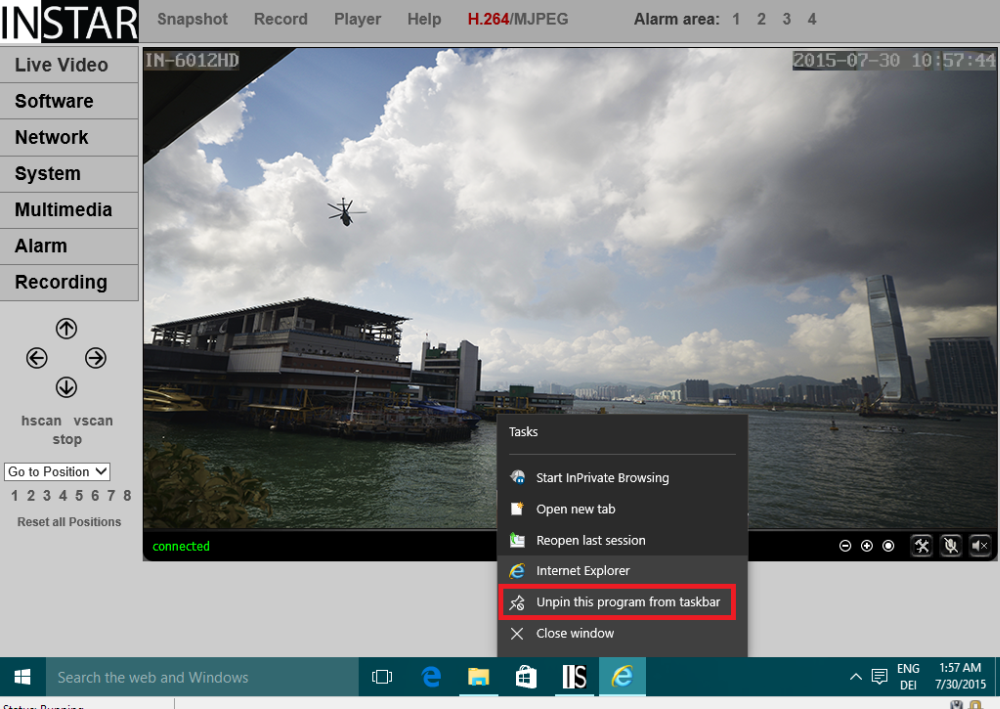 INSTAR
Snapshot Record Player Help H.264/MJPEG Alarm area: 1 2 3 4
Live Video
Software
Network
System
Multimedia
Alarm
Recording
hscan vscan
stop
Go to Position
1 2 3 4 5 6 7 8
Reset all Positions
IN-6012HD 2015-07-30 10:57:44
connected
Tasks
Start InPrivate Browsing
Open new tab
Reopen last session
Internet Explorer
Unpin this program from taskbar
Close window
Search the web and Windows
IIS
ENG
DEI
1:57 AM
7/30/2015
Status: Running